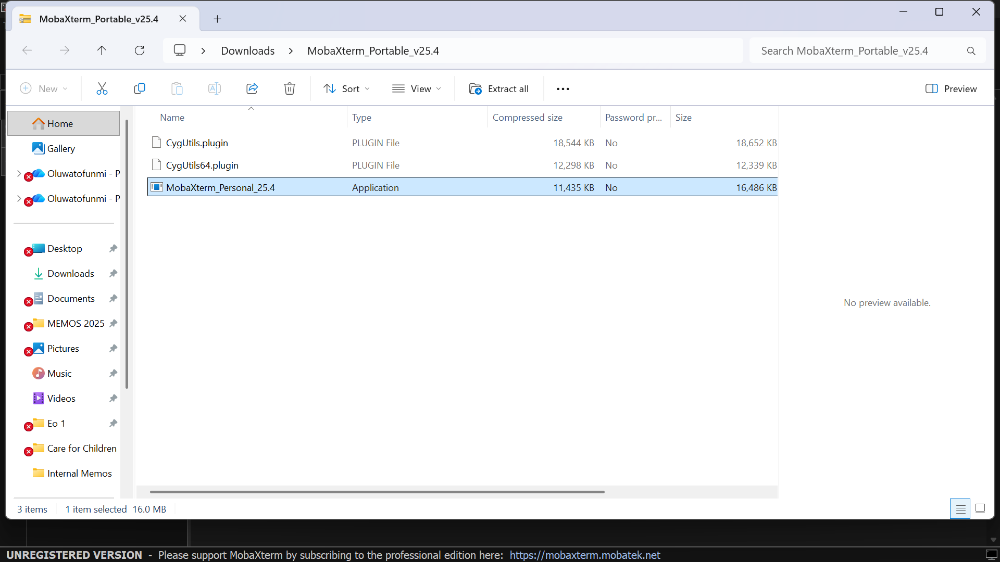 MobaXterm_Portable_v25.4
Downloads
MobaXterm_Portable_v25.4
Search MobaXterm_Portable_v25.4
New
Sort
View
Extract all
Preview
Name
Type
Compressed size
Password pr...
Size
CygUtils.plugin
PLUGIN File
18,544 KB
No
18,652 KB
CygUtils64.plugin
PLUGIN File
12,298 KB
No
12,339 KB
MobaXterm_Personal_25.4
Application
11,435 KB
No
16,486 KB
Home
Gallery
Oluwatofunmi - P
Oluwatofunmi - P
Desktop
Downloads
Documents
MEMOS 2025
Pictures
Music
Videos
Eo 1
Care for Children
Internal Memos
No preview available.
3 items
1 item selected 16.0 MB
UNREGISTERED VERSION - Please support MobaXterm by subscribing to the professional edition here: https://mobaxterm.mobatek.net